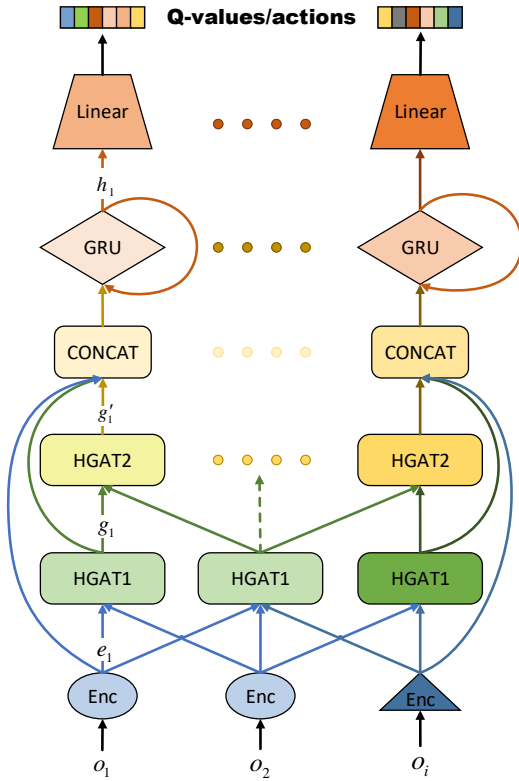 Q-values/actions
Linear
Linear
h₁
GRU
GRU
CONCAT
CONCAT
g₁′
HGAT2
HGAT2
g₁
HGAT1
HGAT1
HGAT1
e₁
Enc
Enc
Enc
o₁
o₂
oᵢ